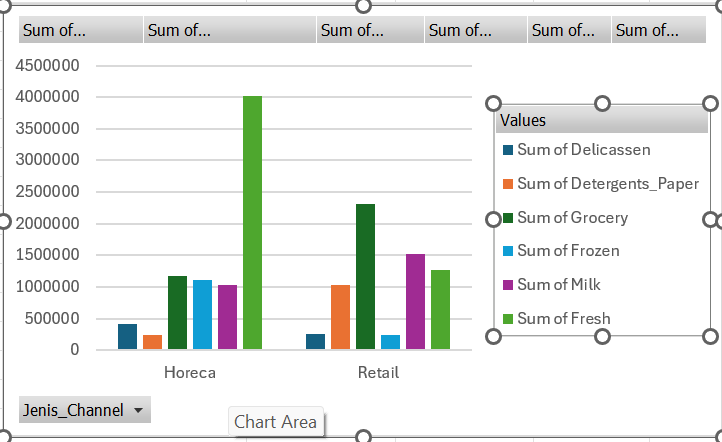 Sum of... Sum of... Sum of... Sum of... Sum of... Sum of...
4500000
4000000
3500000
3000000
2500000
2000000
1500000
1000000
500000
0
Horeca Retail
Values
Sum of Delicassen
Sum of Detergents_Paper
Sum of Grocery
Sum of Frozen
Sum of Milk
Sum of Fresh
Jenis_Channel
Chart Area